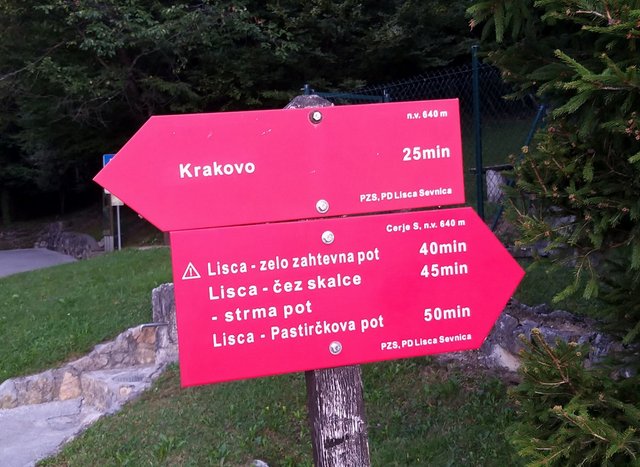 n.v. 640 m
Krakovo 25min
PZS, PD Lisca Sevnica
Cerje S, n.v. 640 m
⚠ Lisca - zelo zahtevna pot 40min
Lisca - čez skalce 45min
- strma pot
Lisca - Pastirčkova pot 50min
PZS, PD Lisca Sevnica